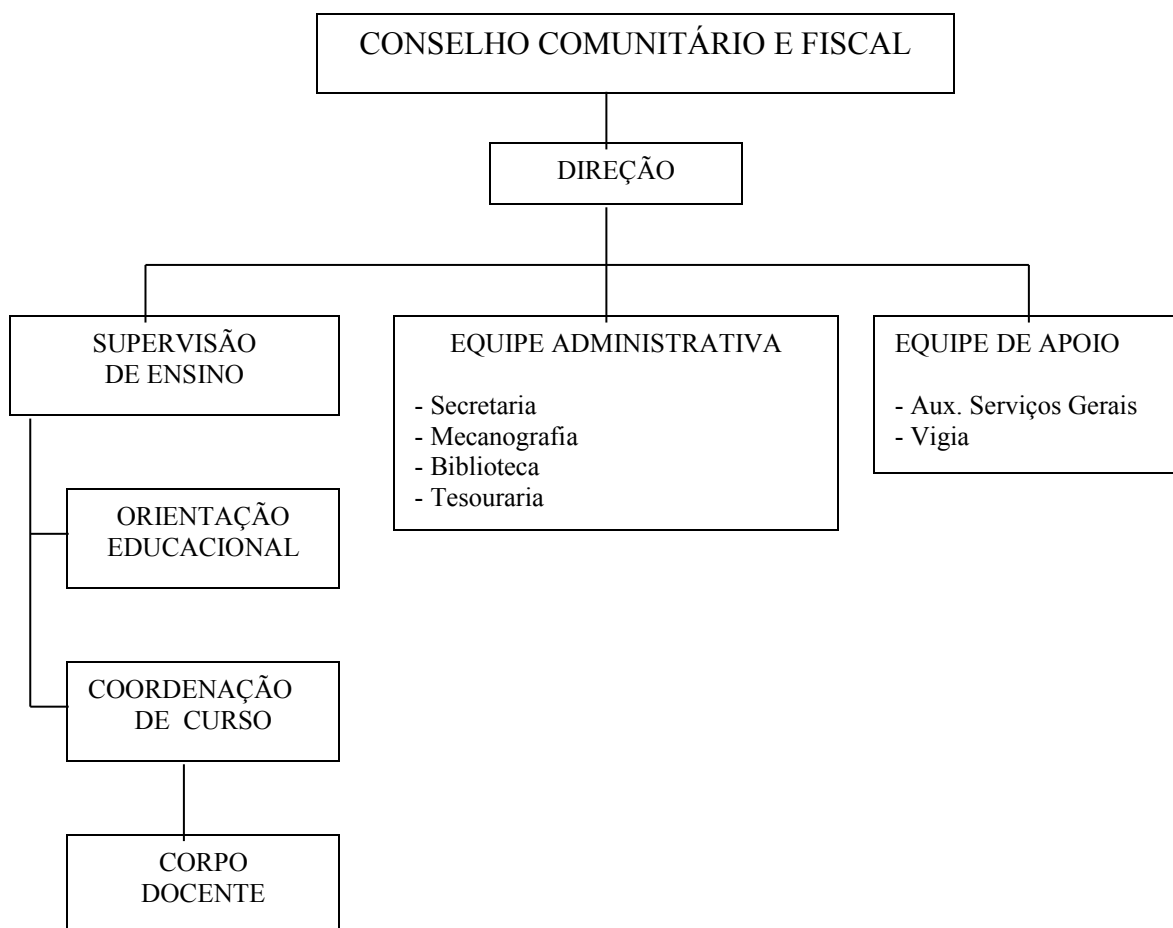 CONSELHO COMUNITÁRIO E FISCAL
DIREÇÃO
SUPERVISÃO
DE ENSINO
EQUIPE ADMINISTRATIVA
- Secretaria
- Mecanografia
- Biblioteca
- Tesouraria
EQUIPE DE APOIO
- Aux. Serviços Gerais
- Vigia
ORIENTAÇÃO
EDUCACIONAL
COORDENAÇÃO
DE CURSO
CORPO
DOCENTE